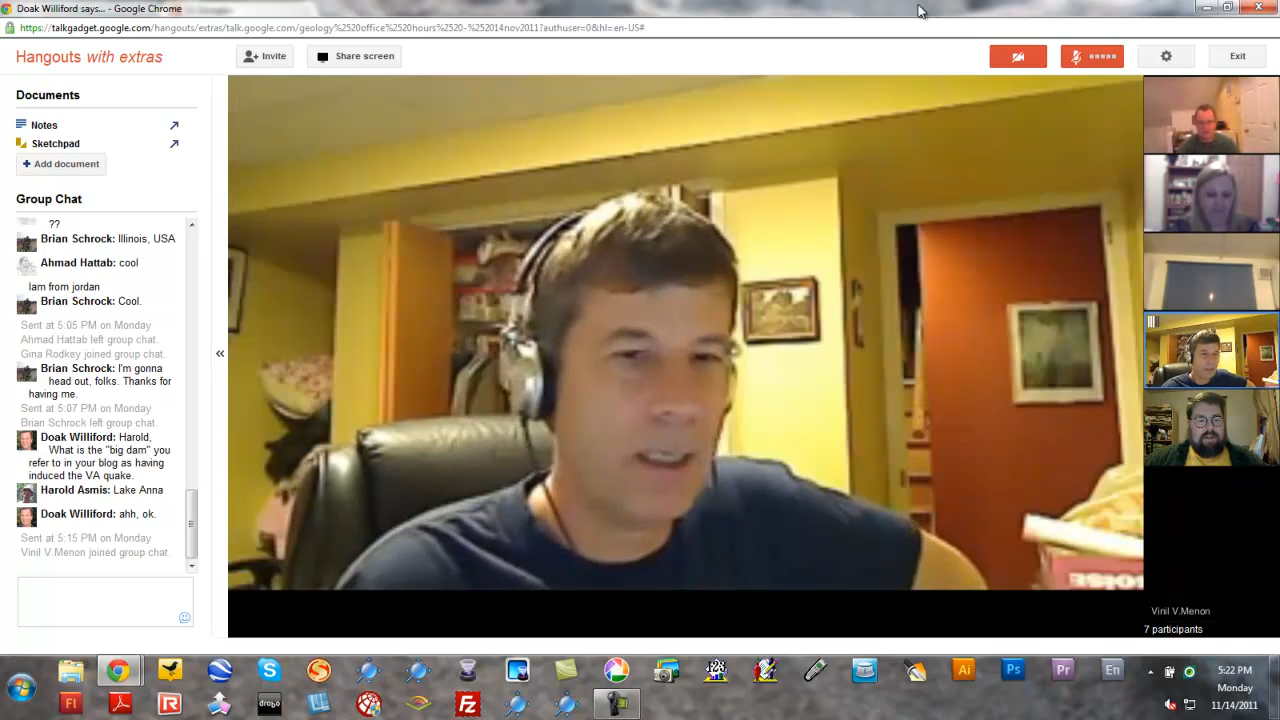 Doak Williford says... - Google Chrome
https://talkgadget.google.com/hangouts/extras/talk.google.com/geology%2520office%2520hours%2520-%252014nov2011?authuser=0&hl=en-US#
Hangouts with extras
Invite
Share screen
Exit
Documents
Notes
Sketchpad
+ Add document
Group Chat
??
Brian Schrock: Illinois, USA
Ahmad Hattab: cool
Iam from jordan
Brian Schrock: Cool.
Sent at 5:05 PM on Monday
Ahmad Hattab left group chat.
Gina Rodkey joined group chat.
Brian Schrock: I'm gonna
head out, folks. Thanks for
having me.
Sent at 5:07 PM on Monday
Brian Schrock left group chat.
Doak Williford: Harold,
What is the "big dam" you
refer to in your blog as having
induced the VA quake.
Harold Asmis: Lake Anna
Doak Williford: ahh, ok.
Sent at 5:15 PM on Monday
Vinil V.Menon joined group chat.
Vinil V.Menon
7 participants
Ai
Ps
Pr
En
5:22 PM
Monday
11/14/2011
Fl
R
drobo
Fz